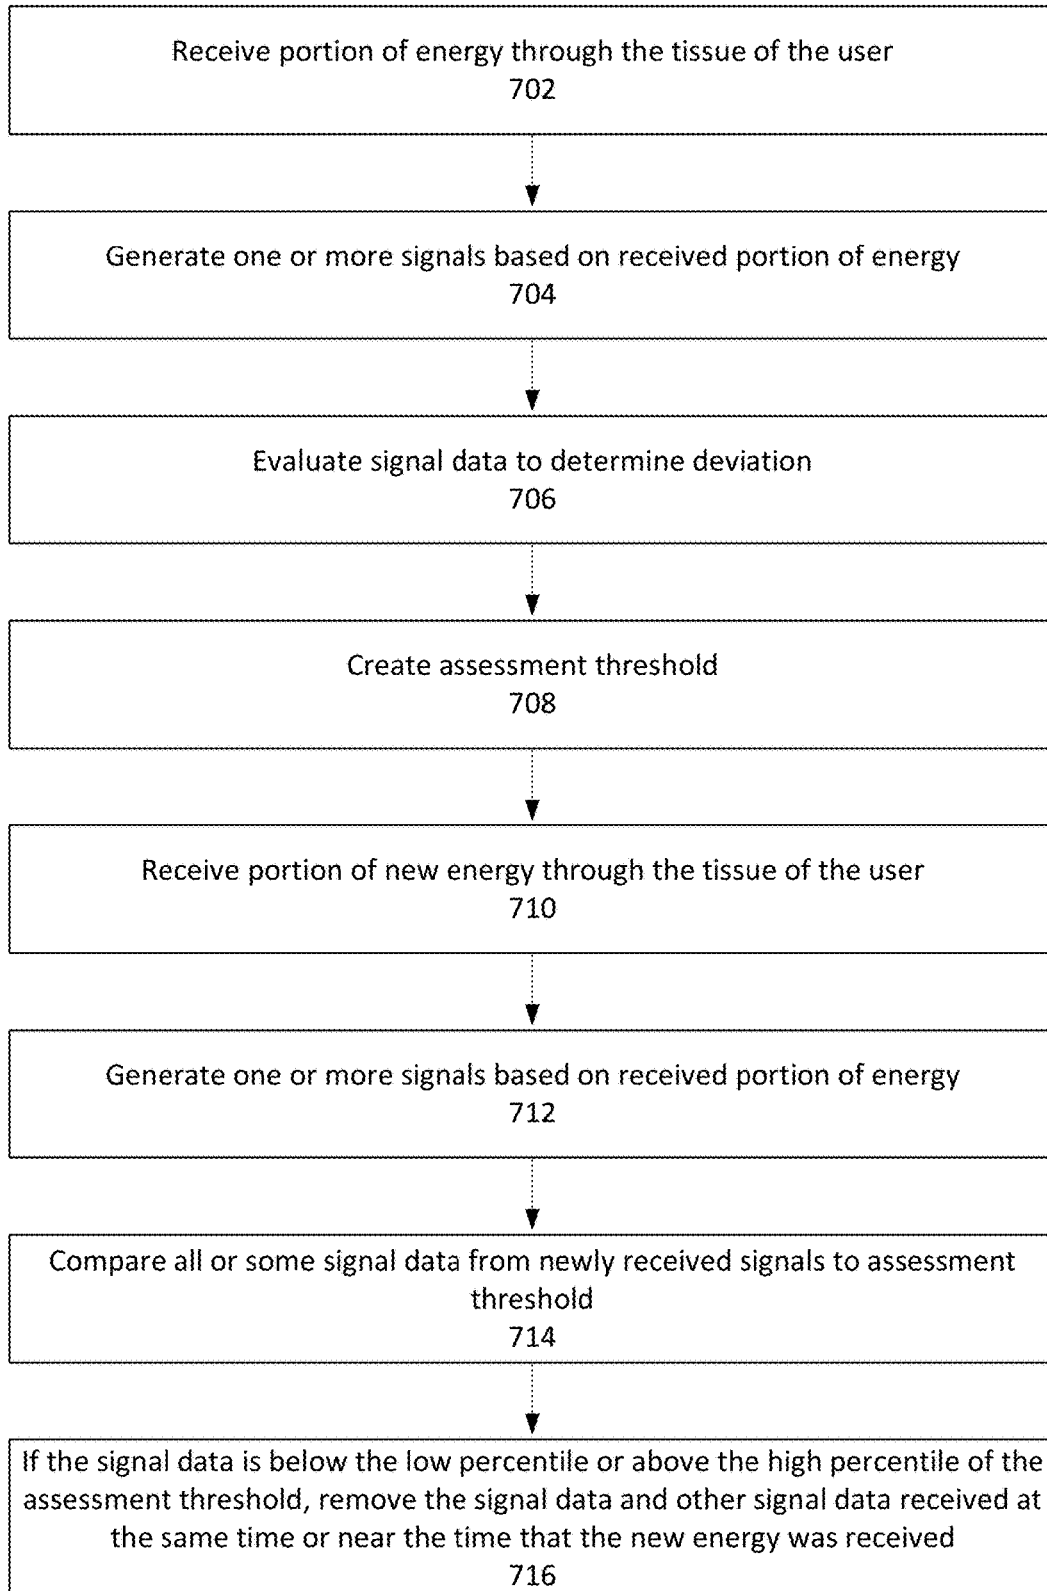 Receive portion of energy through the tissue of the user
702
Generate one or more signals based on received portion of energy
704
Evaluate signal data to determine deviation
706
Create assessment threshold
708
Receive portion of new energy through the tissue of the user
710
Generate one or more signals based on received portion of energy
712
Compare all or some signal data from newly received signals to assessment
threshold
714
If the signal data is below the low percentile or above the high percentile of the
assessment threshold, remove the signal data and other signal data received at
the same time or near the time that the new energy was received
716